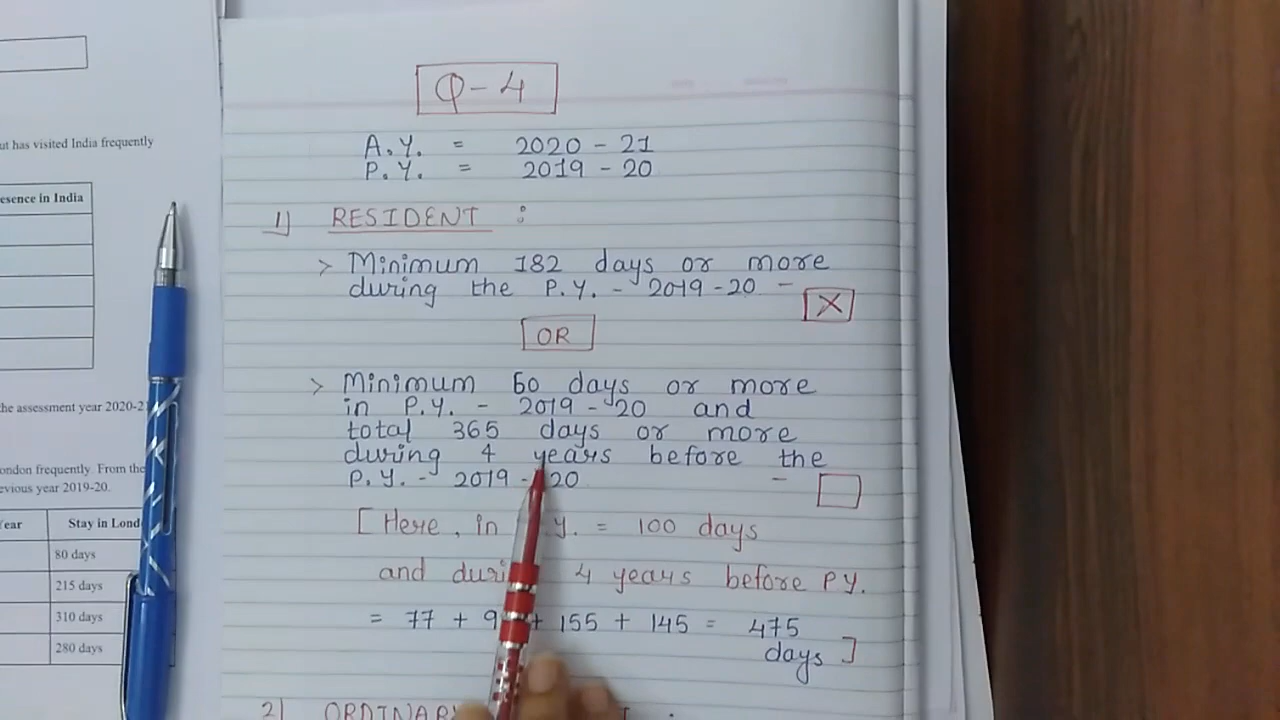 ut has visited India frequently
esence in India
the assessment year 2020-2
ondon frequently. From the
evious year 2019-20.
ear Stay in Lond
80 days
215 days
310 days
280 days
Q-4
A.Y. = 2020-21
P.Y. = 2019-20
1) RESIDENT :
> Minimum 182 days or more
during the P.Y. - 2019-20 - X
OR
> Minimum 60 days or more
in P.Y. - 2019-20 and
total 365 days or more
during 4 years before the
P.Y. - 2019-20 -
[Here, in .Y. = 100 days
and duri 4 years before PY.
= 77 + 9 + 155 + 145 = 475
days ]
2) ORDINARY